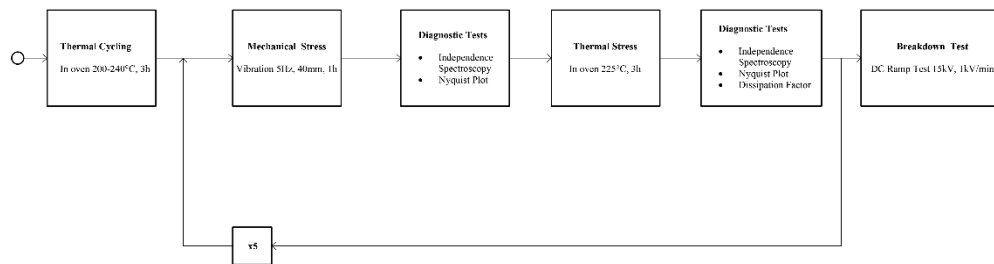 Thermal Cycling
In oven 200-240°C, 3h
Mechanical Stress
Vibration 5Hz, 40mm, 1h
Diagnostic Tests
• Independence
Spectroscopy
• Nyquist Plot
Thermal Stress
In oven 225°C, 3h
Diagnostic Tests
• Independence
Spectroscopy
• Nyquist Plot
• Dissipation Factor
Breakdown Test
DC Ramp Test 15kV, 1kV/min
x5